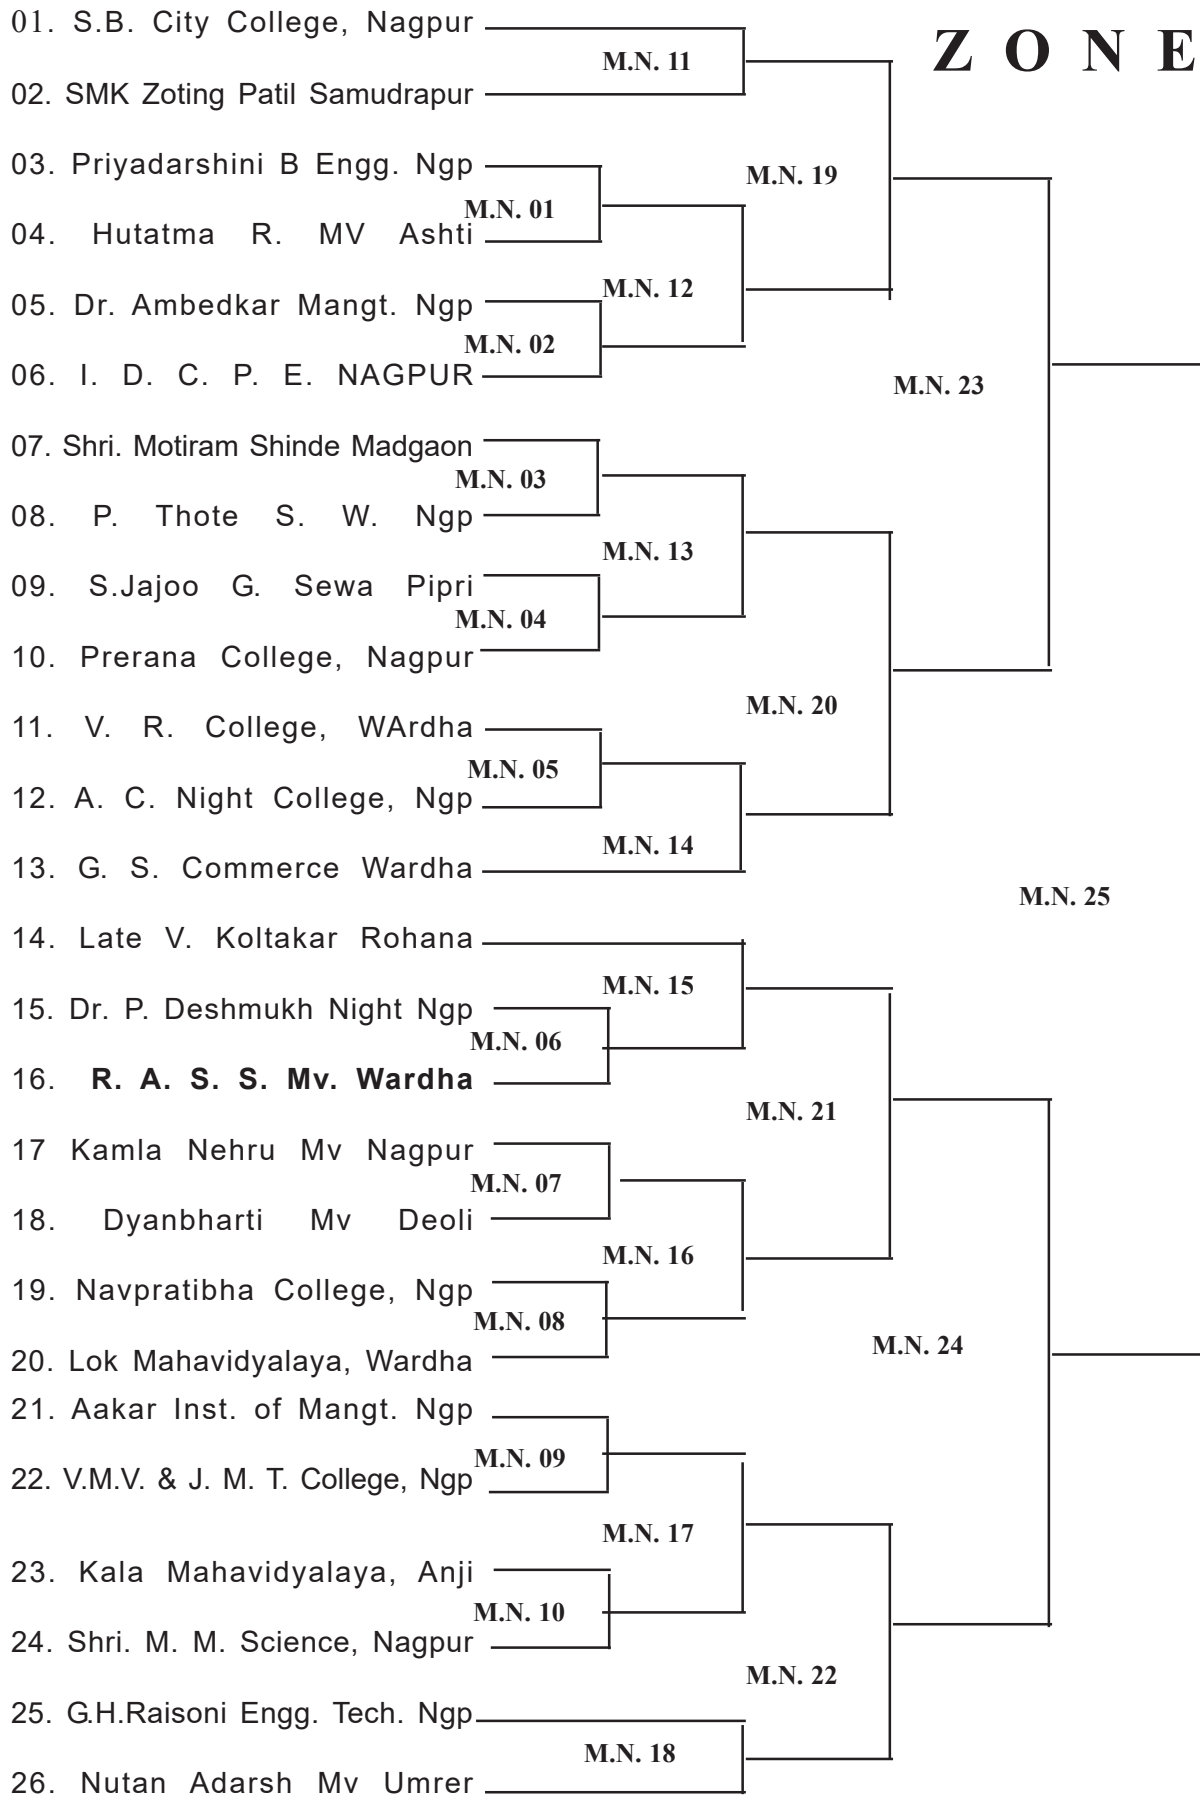 01. S.B. City College, Nagpur
Z O N E
M.N. 11
02. SMK Zoting Patil Samudrapur
03. Priyadarshini B Engg. Ngp
M.N. 19
M.N. 01
04. Hutatma R. MV Ashti
M.N. 12
05. Dr. Ambedkar Mangt. Ngp
M.N. 02
06. I. D. C. P. E. NAGPUR
M.N. 23
07. Shri. Motiram Shinde Madgaon
M.N. 03
08. P. Thote S. W. Ngp
M.N. 13
09. S.Jajoo G. Sewa Pipri
M.N. 04
10. Prerana College, Nagpur
M.N. 20
11. V. R. College, WArdha
M.N. 05
12. A. C. Night College, Ngp
M.N. 14
13. G. S. Commerce Wardha
M.N. 25
14. Late V. Koltakar Rohana
M.N. 15
15. Dr. P. Deshmukh Night Ngp
M.N. 06
16. R. A. S. S. Mv. Wardha
M.N. 21
17 Kamla Nehru Mv Nagpur
M.N. 07
18. Dyanbharti Mv Deoli
M.N. 16
19. Navpratibha College, Ngp
M.N. 08
M.N. 24
20. Lok Mahavidyalaya, Wardha
21. Aakar Inst. of Mangt. Ngp
M.N. 09
22. V.M.V. & J. M. T. College, Ngp
M.N. 17
23. Kala Mahavidyalaya, Anji
M.N. 10
24. Shri. M. M. Science, Nagpur
M.N. 22
25. G.H.Raisoni Engg. Tech. Ngp
M.N. 18
26. Nutan Adarsh Mv Umrer